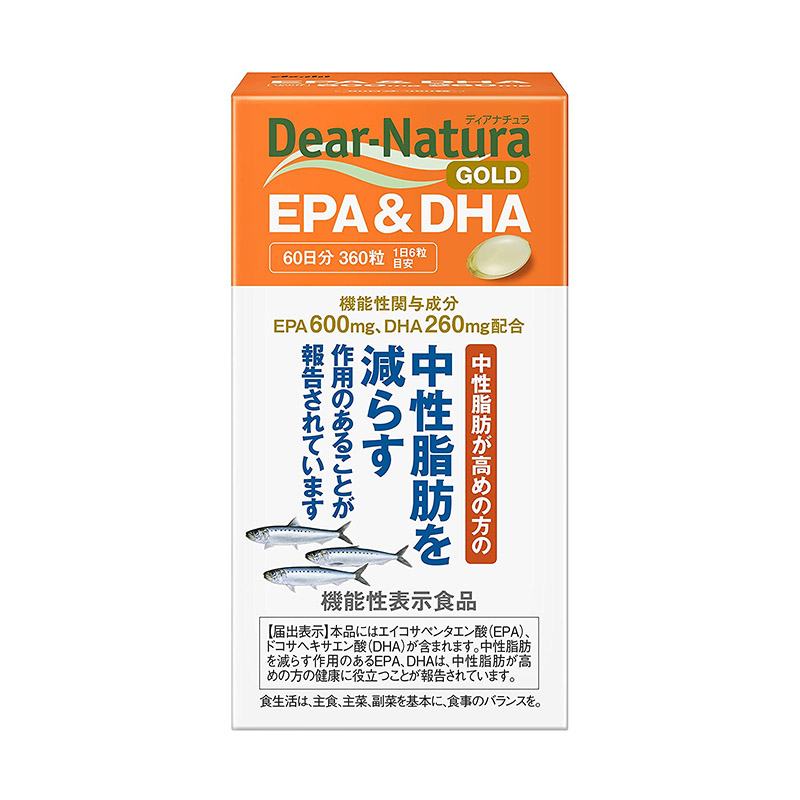 EPA & DHA
600mg 260mg
ディアナチュラ
Dear-Natura
GOLD
EPA & DHA
60日分 360粒 1日6粒
目安
機能性関与成分
EPA 600mg、DHA 260mg配合
中性脂肪が高めの方の
中性脂肪を
減らす
作用のあることが
報告されています
機能性表示食品
【届出表示】本品にはエイコサペンタエン酸(EPA)、
ドコサヘキサエン酸(DHA)が含まれます。中性脂肪
を減らす作用のあるEPA、DHAは、中性脂肪が高
めの方の健康に役立つことが報告されています。
食生活は、主食、主菜、副菜を基本に、食事のバランスを。